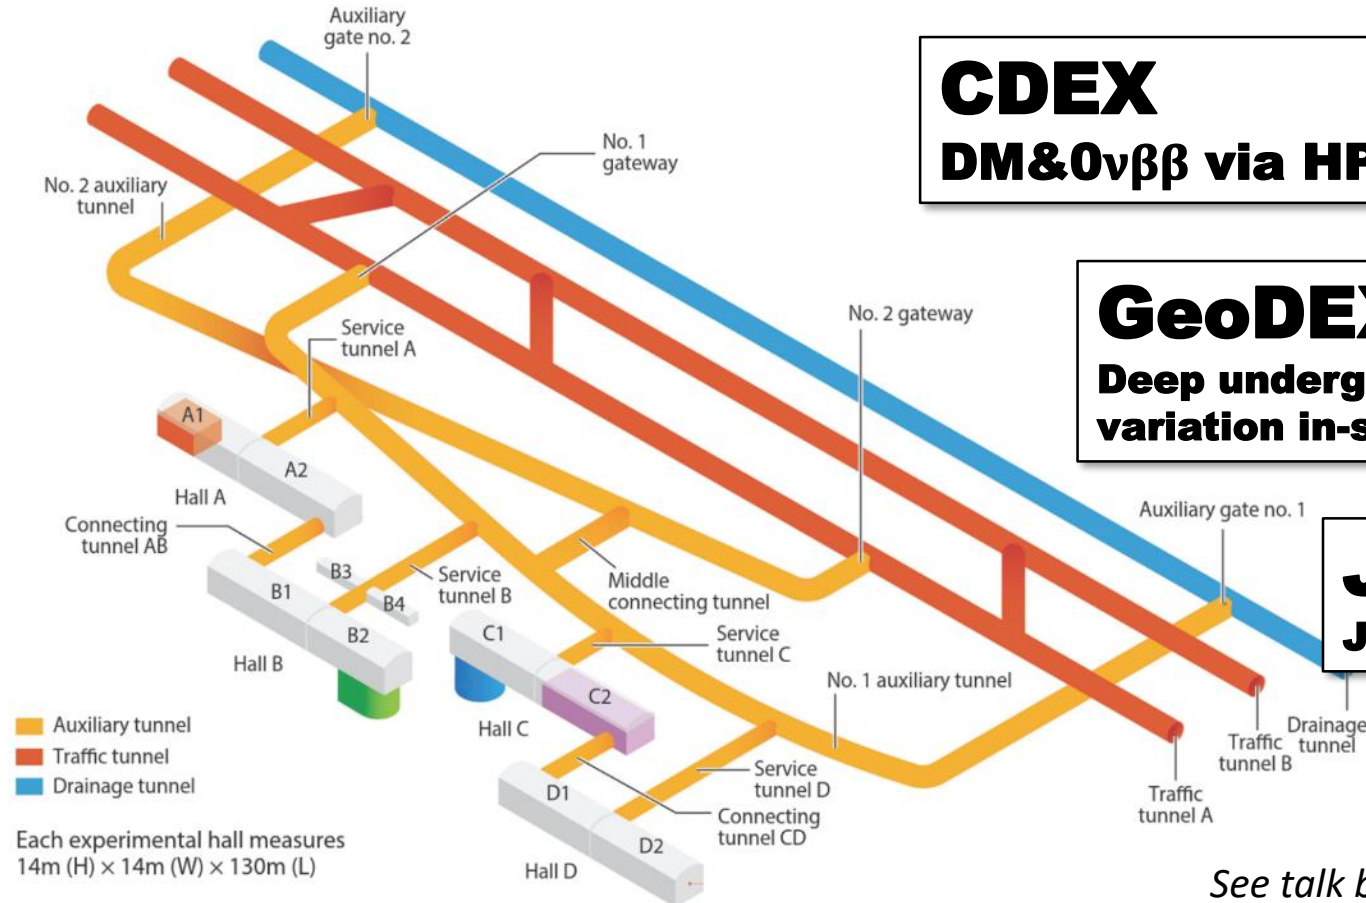 Auxiliary
gate no. 2
CDEX
DM&0νββ via
No. 1
gateway
No. 2 auxiliary
tunnel
GeoDEX
Deep
variation
Service
tunnel A
No. 2 gateway
A1
A2
Hall A
Auxiliary gate no. 1
Connecting
tunnel AB
B3
B1
B4
Service
tunnel B
Middle
connecting tunnel
B2
C1
Service
tunnel C
Hall B
No. 1 auxiliary tunnel
C2
Auxiliary tunnel
Traffic tunnel
Drainage tunnel
Hall C
Drainage
tunnel
Traffic
tunnel B
Service
tunnel D
D1
Connecting
tunnel CD
Traffic
tunnel A
Each experimental hall measures
14m (H) × 14m (W) × 130m (L)
D2
Hall D
See talk